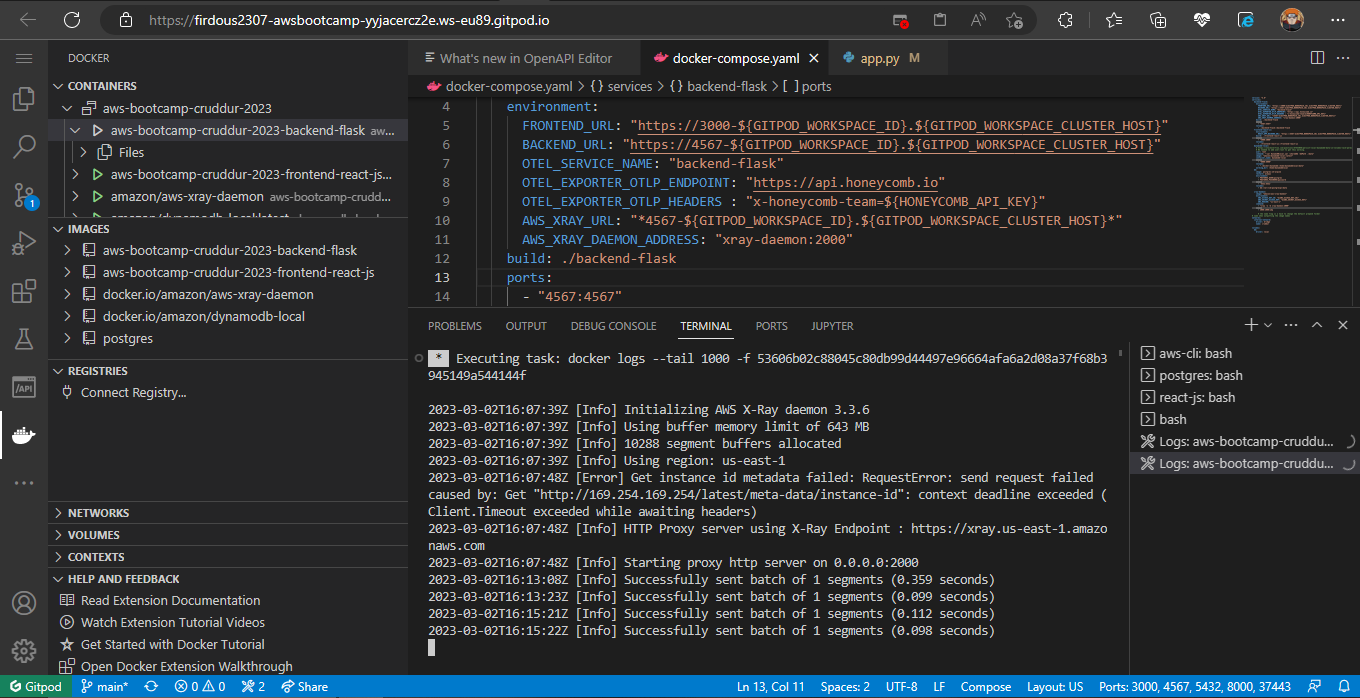 https://firdous2307-awsbootcamp-yyjacercz2e.ws-eu89.gitpod.io
DOCKER
CONTAINERS
aws-bootcamp-cruddur-2023
aws-bootcamp-cruddur-2023-backend-flask aw...
Files
aws-bootcamp-cruddur-2023-frontend-react-js...
amazon/aws-xray-daemon aws-bootcamp-crudd...
IMAGES
aws-bootcamp-cruddur-2023-backend-flask
aws-bootcamp-cruddur-2023-frontend-react-js
docker.io/amazon/aws-xray-daemon
docker.io/amazon/dynamodb-local
postgres
REGISTRIES
Connect Registry...
NETWORKS
VOLUMES
CONTEXTS
HELP AND FEEDBACK
Read Extension Documentation
Watch Extension Tutorial Videos
Get Started with Docker Tutorial
Open Docker Extension Walkthrough
1
/API
What's new in OpenAPI Editor
docker-compose.yaml
app.py M
docker-compose.yaml > {} services > {} backend-flask > [ ] ports
4 environment:
5 FRONTEND_URL: "https://3000-${GITPOD_WORKSPACE_ID}.${GITPOD_WORKSPACE_CLUSTER_HOST}"
6 BACKEND_URL: "https://4567-${GITPOD_WORKSPACE_ID}.${GITPOD_WORKSPACE_CLUSTER_HOST}"
7 OTEL_SERVICE_NAME: "backend-flask"
8 OTEL_EXPORTER_OTLP_ENDPOINT: "https://api.honeycomb.io"
9 OTEL_EXPORTER_OTLP_HEADERS : "x-honeycomb-team=${HONEYCOMB_API_KEY}"
10 AWS_XRAY_URL: "*4567-${GITPOD_WORKSPACE_ID}.${GITPOD_WORKSPACE_CLUSTER_HOST}*"
11 AWS_XRAY_DAEMON_ADDRESS: "xray-daemon:2000"
12 build: ./backend-flask
13 ports:
14 - "4567:4567"
PROBLEMS OUTPUT DEBUG CONSOLE TERMINAL PORTS JUPYTER
* Executing task: docker logs --tail 1000 -f 53606b02c88045c80db99d44497e96664afa6a2d08a37f68b3
945149a544144f
2023-03-02T16:07:39Z [Info] Initializing AWS X-Ray daemon 3.3.6
2023-03-02T16:07:39Z [Info] Using buffer memory limit of 643 MB
2023-03-02T16:07:39Z [Info] 10288 segment buffers allocated
2023-03-02T16:07:39Z [Info] Using region: us-east-1
2023-03-02T16:07:48Z [Error] Get instance id metadata failed: RequestError: send request failed
caused by: Get "http://169.254.169.254/latest/meta-data/instance-id": context deadline exceeded (
Client.Timeout exceeded while awaiting headers)
2023-03-02T16:07:48Z [Info] HTTP Proxy server using X-Ray Endpoint : https://xray.us-east-1.amazo
naws.com
2023-03-02T16:07:48Z [Info] Starting proxy http server on 0.0.0.0:2000
2023-03-02T16:13:08Z [Info] Successfully sent batch of 1 segments (0.359 seconds)
2023-03-02T16:13:23Z [Info] Successfully sent batch of 1 segments (0.099 seconds)
2023-03-02T16:15:21Z [Info] Successfully sent batch of 1 segments (0.112 seconds)
2023-03-02T16:15:22Z [Info] Successfully sent batch of 1 segments (0.098 seconds)
aws-cli: bash
postgres: bash
react-js: bash
bash
Logs: aws-bootcamp-cruddu...
Logs: aws-bootcamp-cruddu...
Gitpod main* 0 0 2 Share Ln 13, Col 11 Spaces: 2 UTF-8 LF Compose Layout: US Ports: 3000, 4567, 5432, 8000, 37443